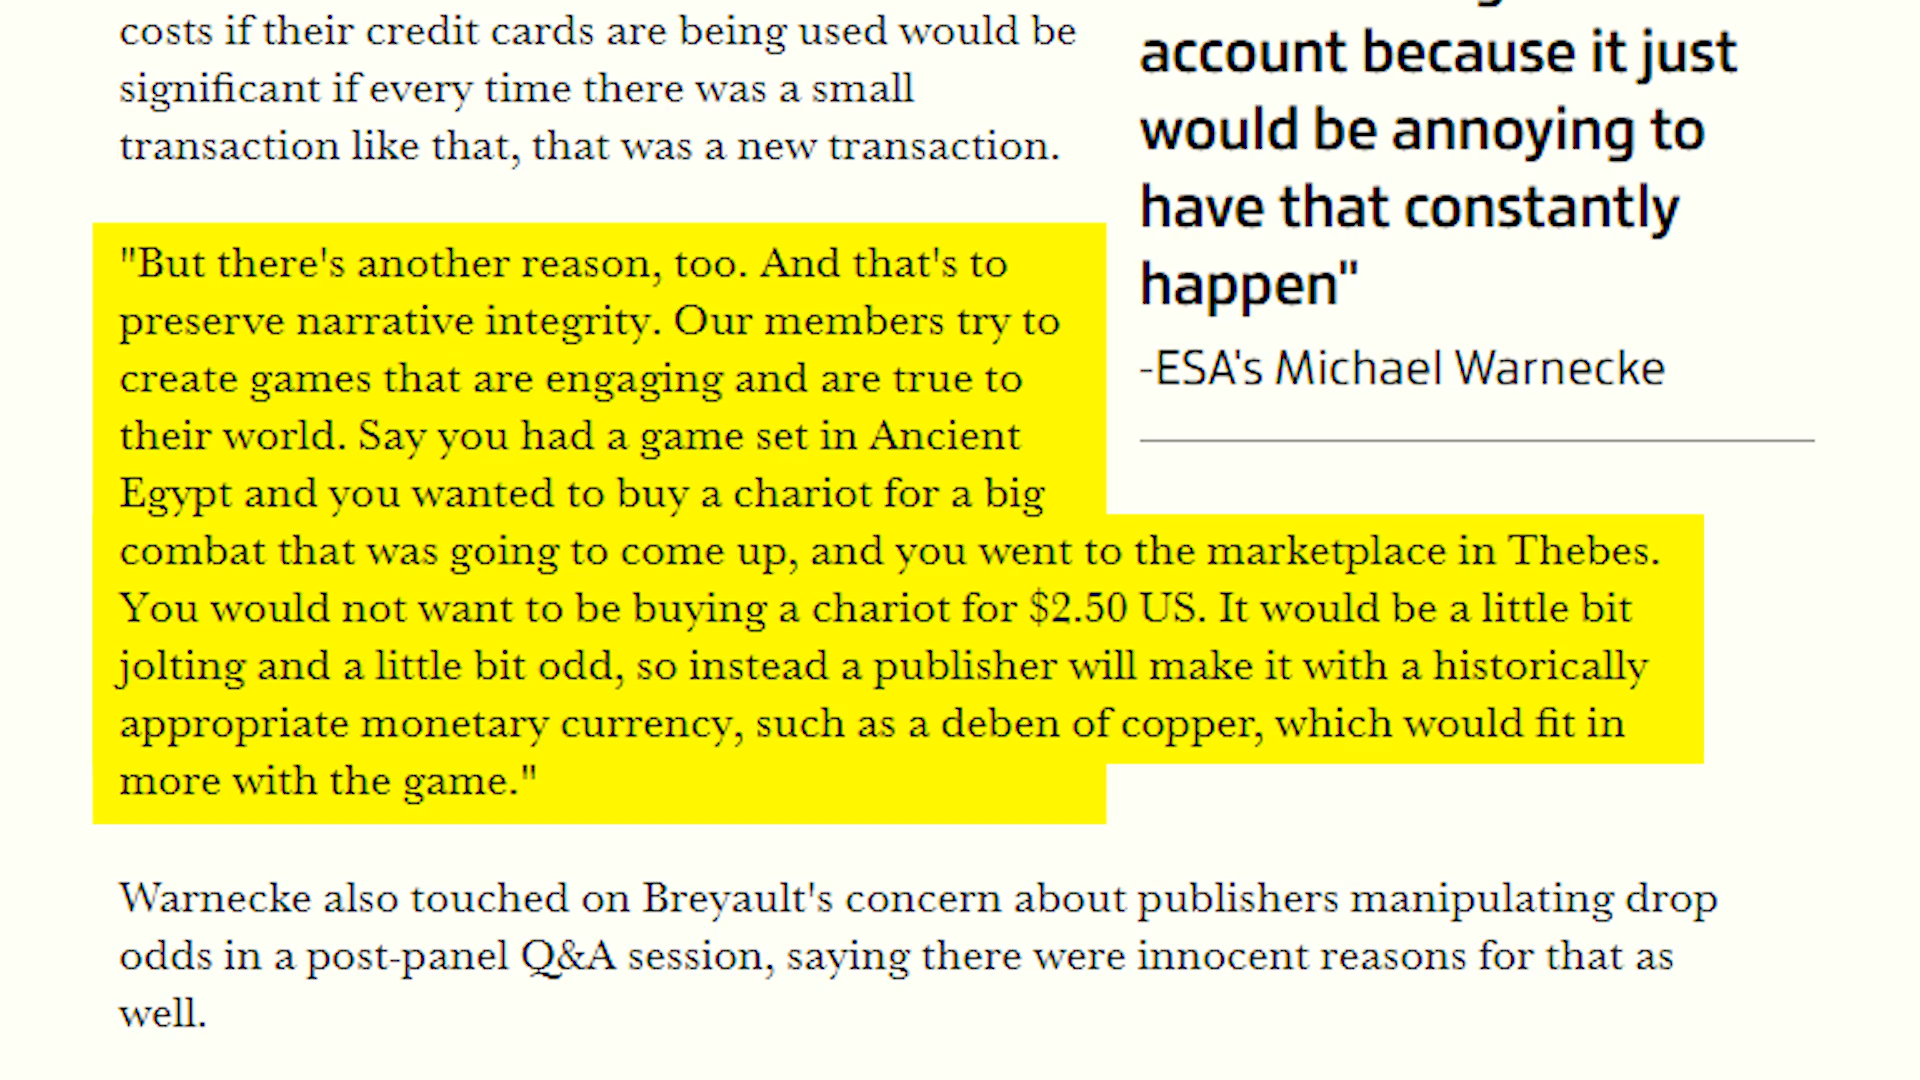 costs if their credit cards are being used would be
significant if every time there was a small
transaction like that, that was a new transaction.
"But there's another reason, too. And that's to
preserve narrative integrity. Our members try to
create games that are engaging and are true to
their world. Say you had a game set in Ancient
Egypt and you wanted to buy a chariot for a big
combat that was going to come up, and you went to the marketplace in Thebes.
You would not want to be buying a chariot for $2.50 US. It would be a little bit
jolting and a little bit odd, so instead a publisher will make it with a historically
appropriate monetary currency, such as a deben of copper, which would fit in
more with the game."
Warnecke also touched on Breyault's concern about publishers manipulating drop
odds in a post-panel Q&A session, saying there were innocent reasons for that as
well.
account because it just
would be annoying to
have that constantly
happen"
-ESA's Michael Warnecke